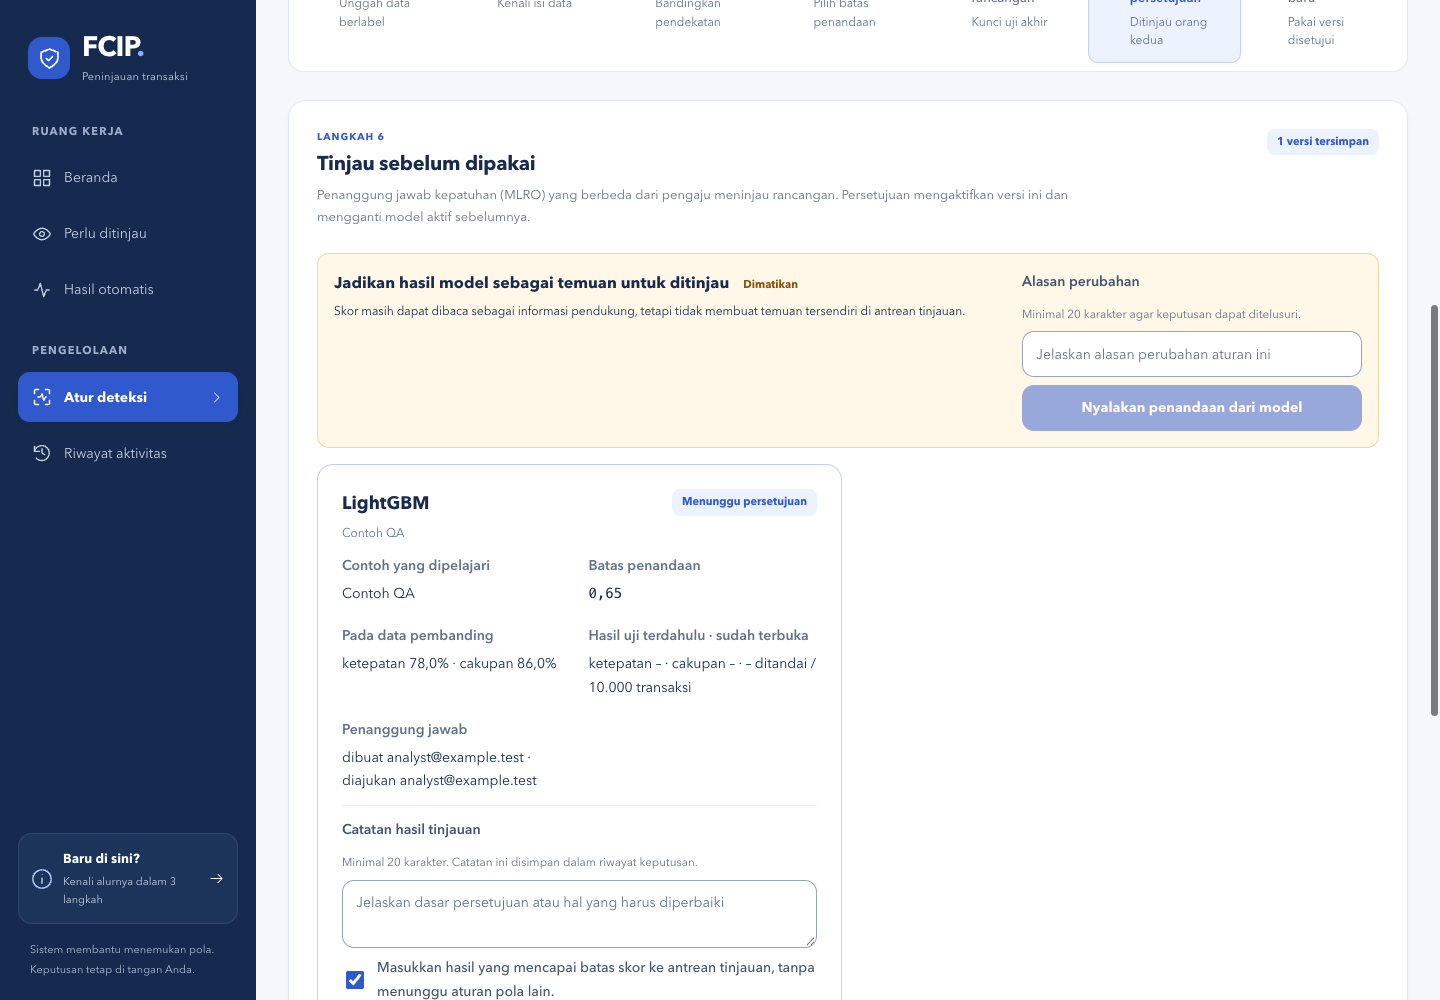 FCIP.
Peninjauan transaksi
RUANG KERJA
Beranda
Perlu ditinjau
Hasil otomatis
PENGELOLAAN
Atur deteksi
Riwayat aktivitas
Baru di sini?
Kenali alurnya dalam 3
langkah
Sistem membantu menemukan pola.
Keputusan tetap di tangan Anda.
Unggah data
berlabel
Kenali isi data
Bandingkan
pendekatan
Pilih batas
penandaan
rancangan
Kunci uji akhir
persetujuan
Ditinjau orang
kedua
baru
Pakai versi
disetujui
LANGKAH 6
Tinjau sebelum dipakai
1 versi tersimpan
Penanggung jawab kepatuhan (MLRO) yang berbeda dari pengaju meninjau rancangan. Persetujuan mengaktifkan versi ini dan
mengganti model aktif sebelumnya.
Jadikan hasil model sebagai temuan untuk ditinjau Dimatikan
Skor masih dapat dibaca sebagai informasi pendukung, tetapi tidak membuat temuan tersendiri di antrean tinjauan.
Alasan perubahan
Minimal 20 karakter agar keputusan dapat ditelusuri.
Jelaskan alasan perubahan aturan ini
Nyalakan penandaan dari model
LightGBM
Menunggu persetujuan
Contoh QA
Contoh yang dipelajari
Contoh QA
Batas penandaan
0,65
Pada data pembanding
ketepatan 78,0% · cakupan 86,0%
Hasil uji terdahulu · sudah terbuka
ketepatan – · cakupan – · – ditandai /
10.000 transaksi
Penanggung jawab
dibuat analyst@example.test ·
diajukan analyst@example.test
Catatan hasil tinjauan
Minimal 20 karakter. Catatan ini disimpan dalam riwayat keputusan.
Jelaskan dasar persetujuan atau hal yang harus diperbaiki
Masukkan hasil yang mencapai batas skor ke antrean tinjauan, tanpa
menunggu aturan pola lain.